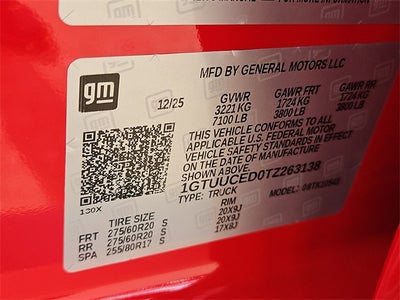 MORE INFORMATION
gm
MFD BY GENERAL MOTORS LLC
12/25 GVWR GAWR FRT GAWR RR
3221 KG 1724 KG 1724 KG
7100 LB 3800 LB 3800 LB
THIS VEHICLE CONFORMS TO ALL
APPLICABLE U.S. FEDERAL MOTOR
VEHICLE SAFETY STANDARDS IN EFFECT
ON THE DATE OF MANUFACTURE
SHOWN ABOVE.
1GTUUCED0TZ263138
TYPE: TRUCK MODEL:
130X
TIRE SIZE RIM
FRT 275/60R20 S 20X9J
RR 275/60R20 S 20X9J
SPA 255/80R17 S 17X8J